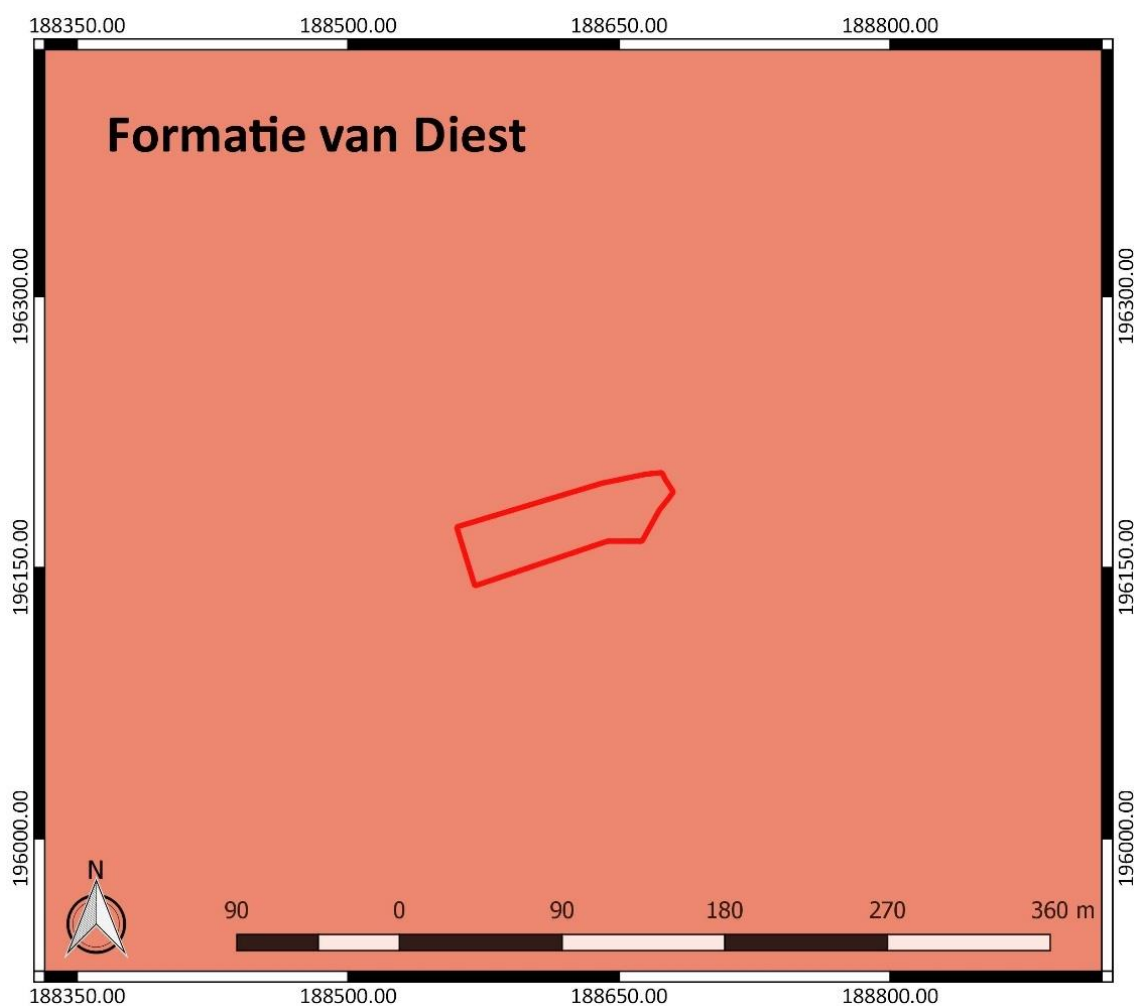 188350.00 188500.00 188650.00 188800.00
Formatie van Diest
196300.00 196300.00
196150.00 196150.00
196000.00 196000.00
N
90 0 90 180 270 360 m
188350.00 188500.00 188650.00 188800.00